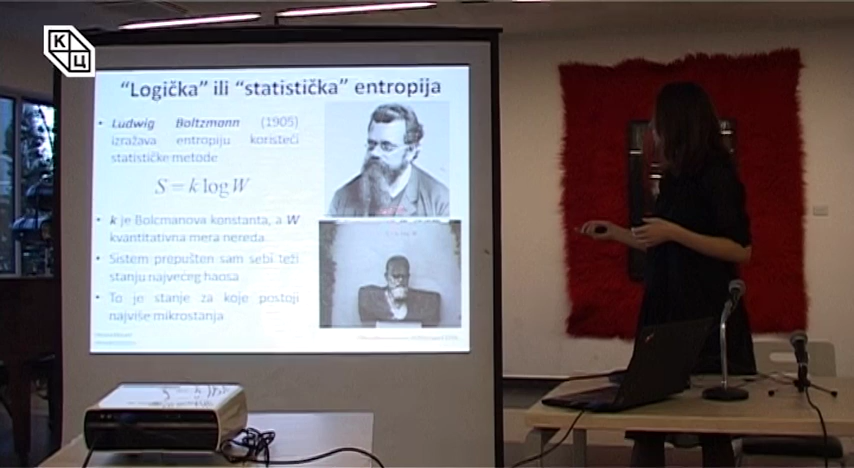 К
Ц
“Logička” ili “statistička” entropija
• Ludwig Boltzmann (1905)
izražava entropiju koristeći
statističke metode
S = k log W
• k je Bolcmanova konstanta, a W
kvantitativna mera nereda.
• Sistem prepušten sam sebi teži
stanju najvećeg haosa
• To je stanje za koje postoji
najviše mikrostanja